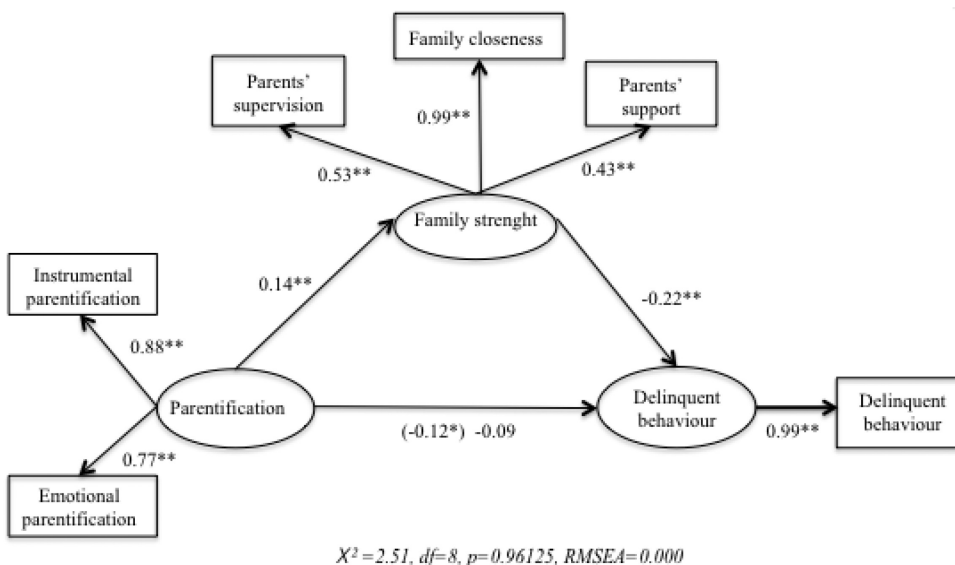 Family closeness
Parents'
supervision
Parents'
support
0.99**
0.53**
0.43**
Family strenght
Instrumental
parentification
0.14**
-0.22**
0.88**
Parentification
Delinquent
behaviour
Delinquent
behaviour
(-0.12*) -0.09
0.99**
0.77**
Emotional
parentification
X² =2.51, df=8, p=0.96125, RMSEA=0.000